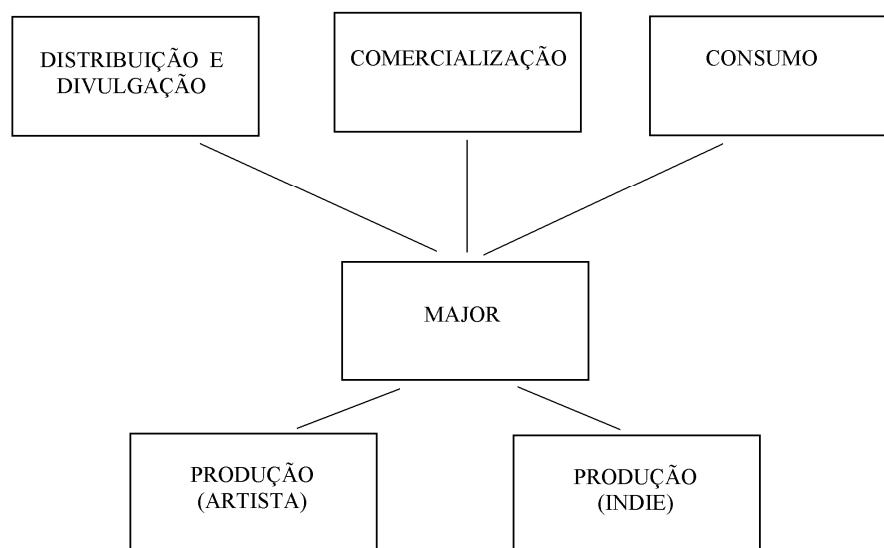 DISTRIBUIÇÃO E
DIVULGAÇÃO
COMERCIALIZAÇÃO
CONSUMO
MAJOR
PRODUÇÃO
(ARTISTA)
PRODUÇÃO
(INDIE)